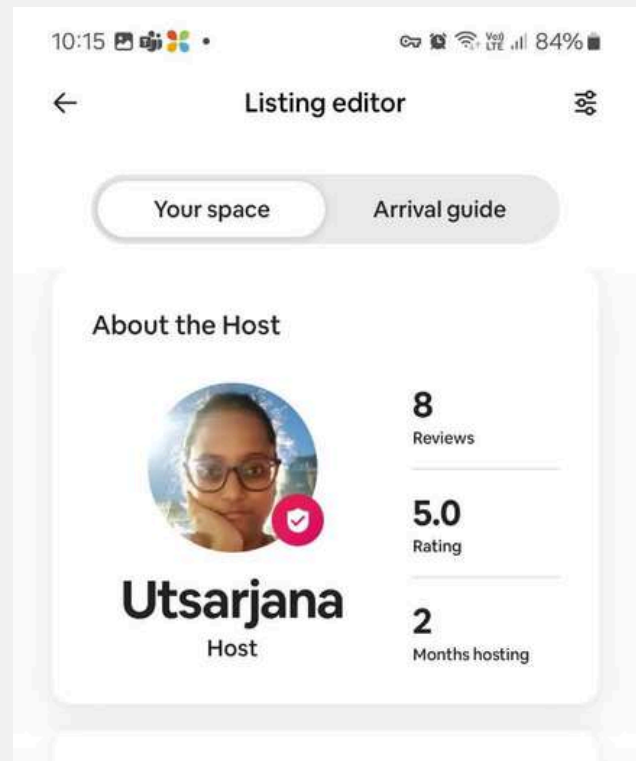 10:15 84%
Listing editor
Your space Arrival guide
About the Host
8
Reviews
5.0
Rating
Utsarjana
Host
2
Months hosting